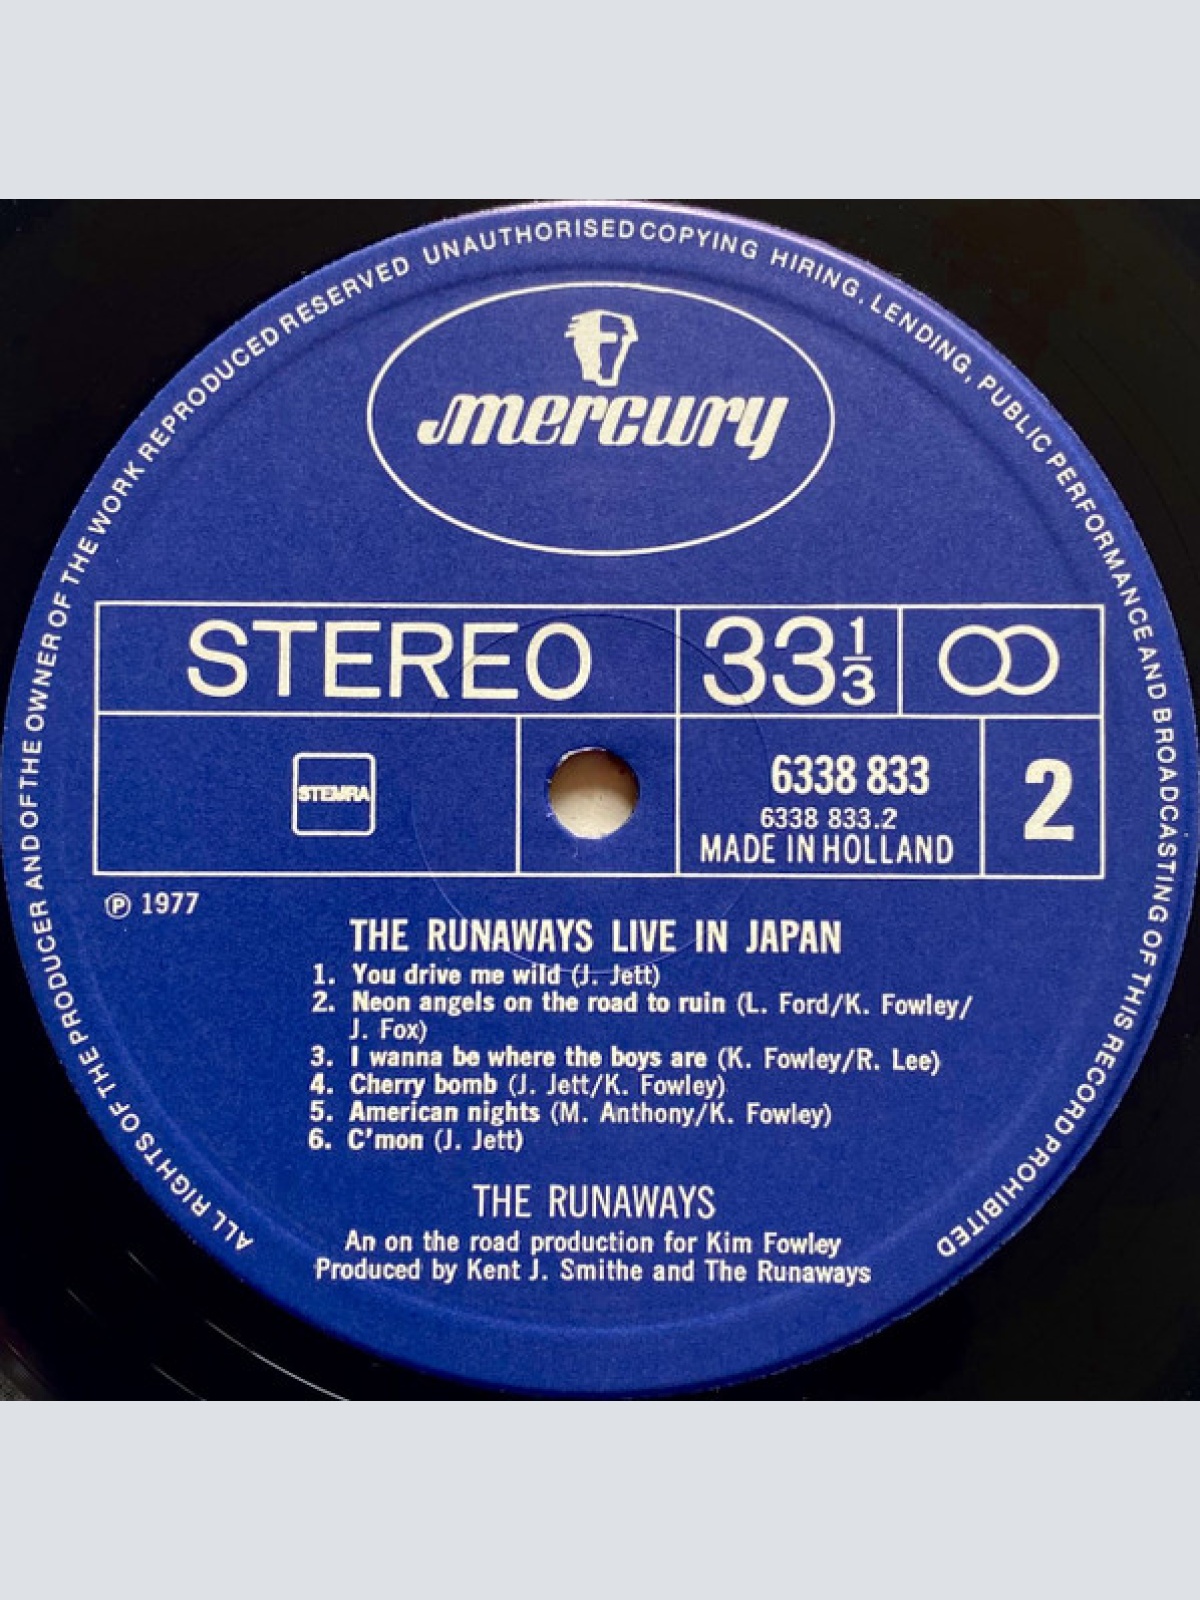 ALL RIGHTS OF THE PRODUCER AND OF THE OWNER OF THE WORK REPRODUCED RESERVED UNAUTHORISED COPYING HIRING, LENDING, PUBLIC PERFORMANCE AND BROADCASTING OF THIS RECORD PROHIBITED
mercury
STEREO 33 1/3
STEMRA
6338 833
6338 833.2
MADE IN HOLLAND
2
℗ 1977
THE RUNAWAYS LIVE IN JAPAN
1. You drive me wild (J. Jett)
2. Neon angels on the road to ruin (L. Ford/K. Fowley/
J. Fox)
3. I wanna be where the boys are (K. Fowley/R. Lee)
4. Cherry bomb (J. Jett/K. Fowley)
5. American nights (M. Anthony/K. Fowley)
6. C'mon (J. Jett)
THE RUNAWAYS
An on the road production for Kim Fowley
Produced by Kent J. Smithe and The Runaways